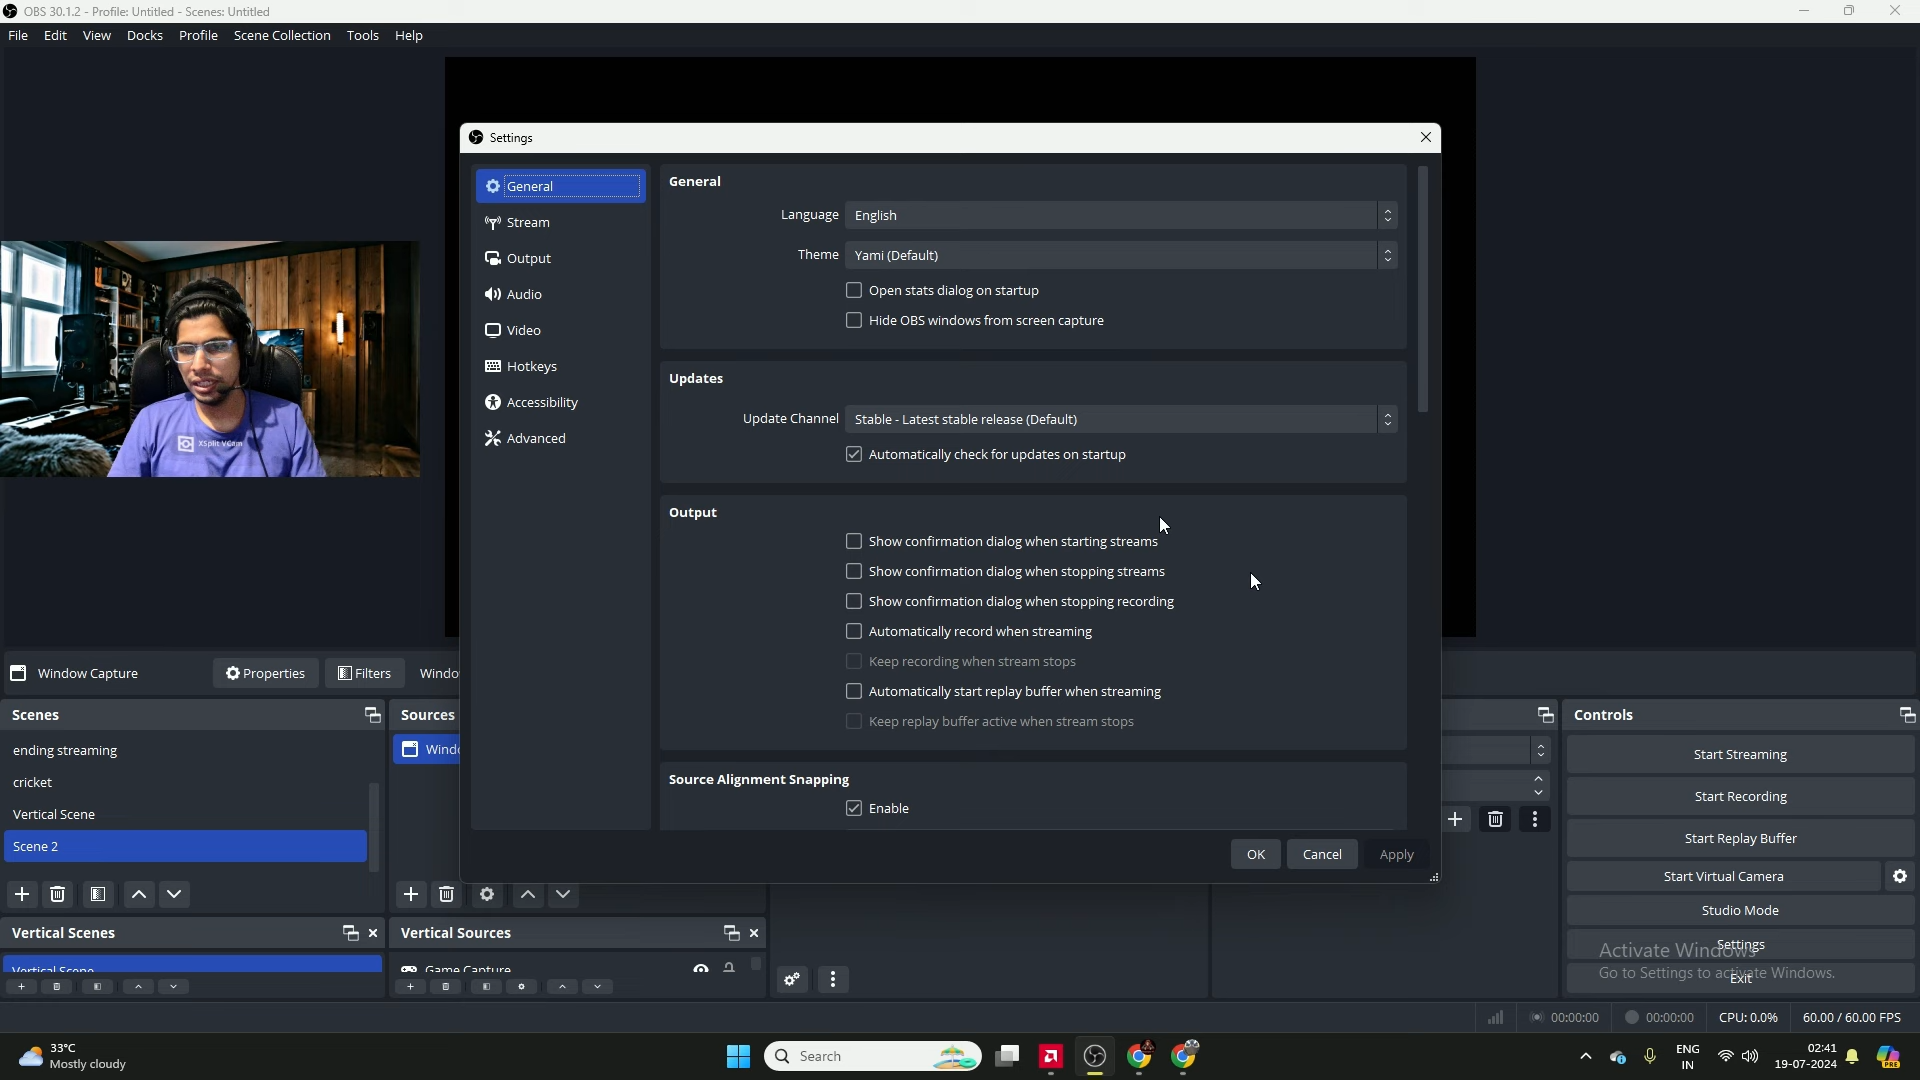 OBS 30.1.2 - Profile: Untitled - Scenes: Untitled
File Edit View Docks Profile Scene Collection Tools Help
Settings
General
Stream
Output
Audio
Video
Hotkeys
Accessibility
Advanced
General
Language English
Theme Yami (Default)
Open stats dialog on startup
Hide OBS windows from screen capture
Updates
Update Channel Stable - Latest stable release (Default)
Automatically check for updates on startup
Output
Show confirmation dialog when starting streams
Show confirmation dialog when stopping streams
Show confirmation dialog when stopping recording
Automatically record when streaming
Keep recording when stream stops
Automatically start replay buffer when streaming
Keep replay buffer active when stream stops
Source Alignment Snapping
Enable
OK Cancel Apply
XSplit VCam
Window Capture Properties Filters Windo
Scenes
ending streaming
cricket
Vertical Scene
Scene 2
Sources
Windo
Vertical Scenes
Vertical Scene
Vertical Sources
Game Capture
Controls
Start Streaming
Start Recording
Start Replay Buffer
Start Virtual Camera
Studio Mode
Settings
Exit
Activate Windows
Go to Settings to activate Windows.
00:00:00 00:00:00 CPU: 0.0% 60.00 / 60.00 FPS
33°C
Mostly cloudy
Search
ENG
IN
02:41
19-07-2024
PRE